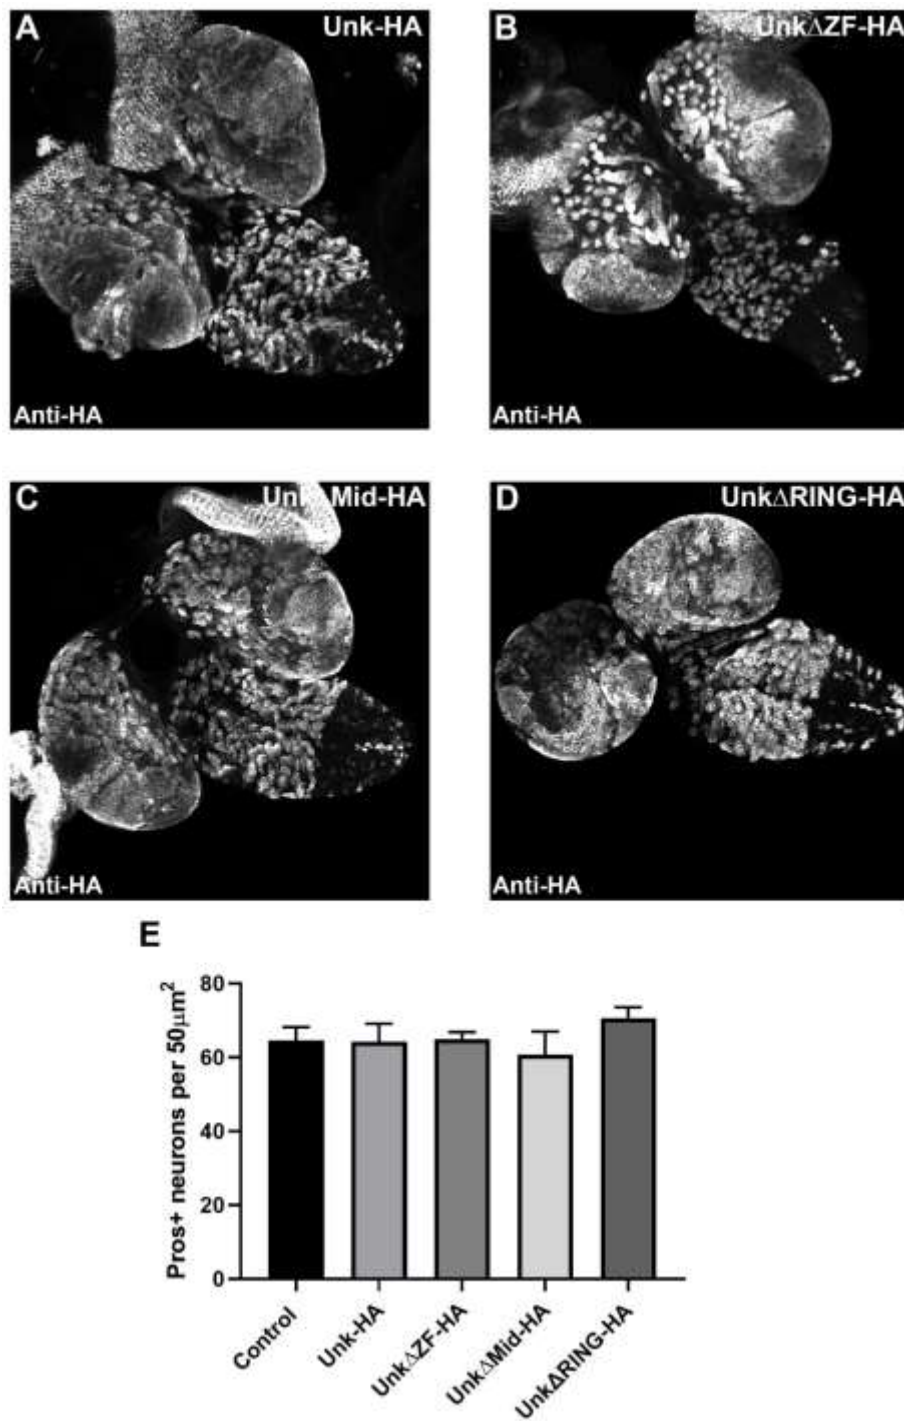 A Unk-HA
Anti-HA
B UnkΔZF-HA
Anti-HA
C Unk Mid-HA
Anti-HA
D UnkΔRING-HA
Anti-HA
E
Pros+ neurons per 50μm²
80
60
40
20
0
Control
Unk-HA
UnkΔZF-HA
UnkΔMid-HA
UnkΔRING-HA